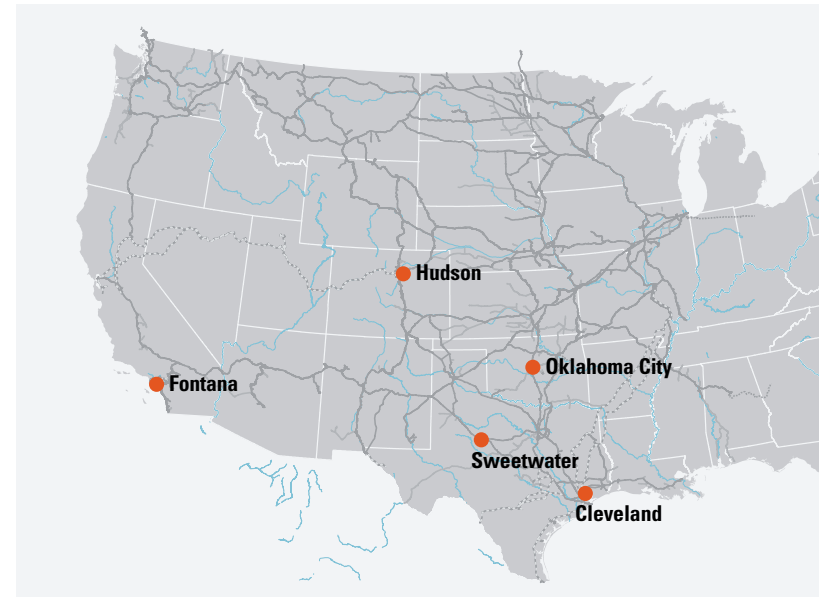 Hudson
Oklahoma City
Fontana
Sweetwater
Cleveland